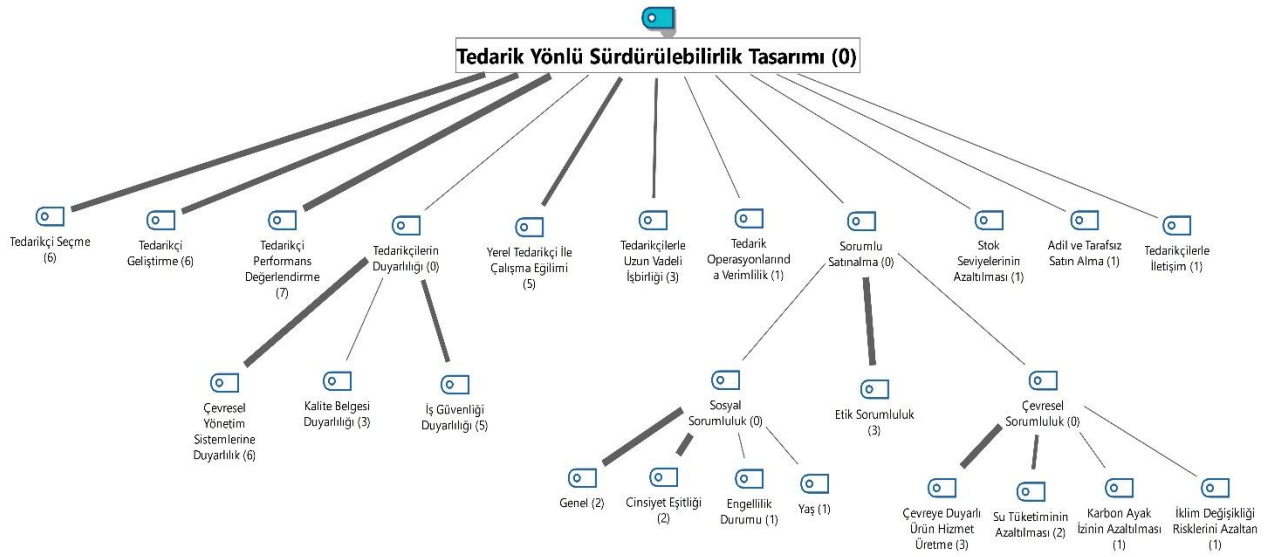 Tedarik Yönlü Sürdürülebilirlik Tasarımı (0)
Tedarikçi Seçme
(6)
Tedarikçi
Geliştirme (6)
Tedarikçi
Performans
Değerlendirme
(7)
Tedarikçilerin
Duyarlılığı (0)
Yerel Tedarikçi İle
Çalışma Eğilimi
(5)
Tedarikçilerle
Uzun Vadeli
İşbirliği (3)
Tedarik
Operasyonlarınd
a Verimlilik (1)
Sorumlu
Satınalma (0)
Stok
Seviyelerinin
Azaltılması (1)
Adil ve Tarafsız
Satın Alma (1)
Tedarikçilerle
İletişim (1)
Çevresel
Yönetim
Sistemlerine
Duyarlılık (6)
Kalite Belgesi
Duyarlılığı (3)
İş Güvenliği
Duyarlılığı (5)
Sosyal
Sorumluluk (0)
Etik Sorumluluk
(3)
Çevresel
Sorumluluk (0)
Genel (2)
Cinsiyet Eşitliği
(2)
Engellilik
Durumu (1)
Yaş (1)
Çevreye Duyarlı
Ürün Hizmet
Üretme (3)
Su Tüketiminin
Azaltılması (2)
Karbon Ayak
İzinin Azaltılması
(1)
İklim Değişikliği
Risklerini Azaltan
(1)